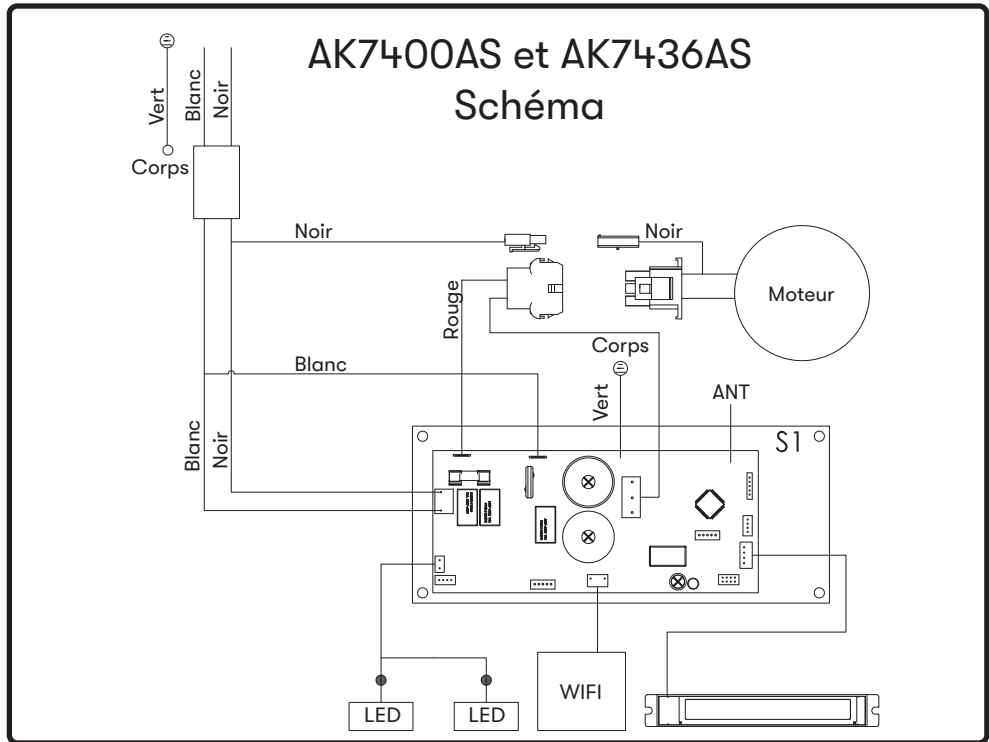 AK7400AS et AK7436AS
Schéma
Vert
Blanc
Noir
Corps
Noir
Noir
Moteur
Rouge
Corps
Blanc
Vert
ANT
Blanc
Noir
S1
LED
LED
WIFI